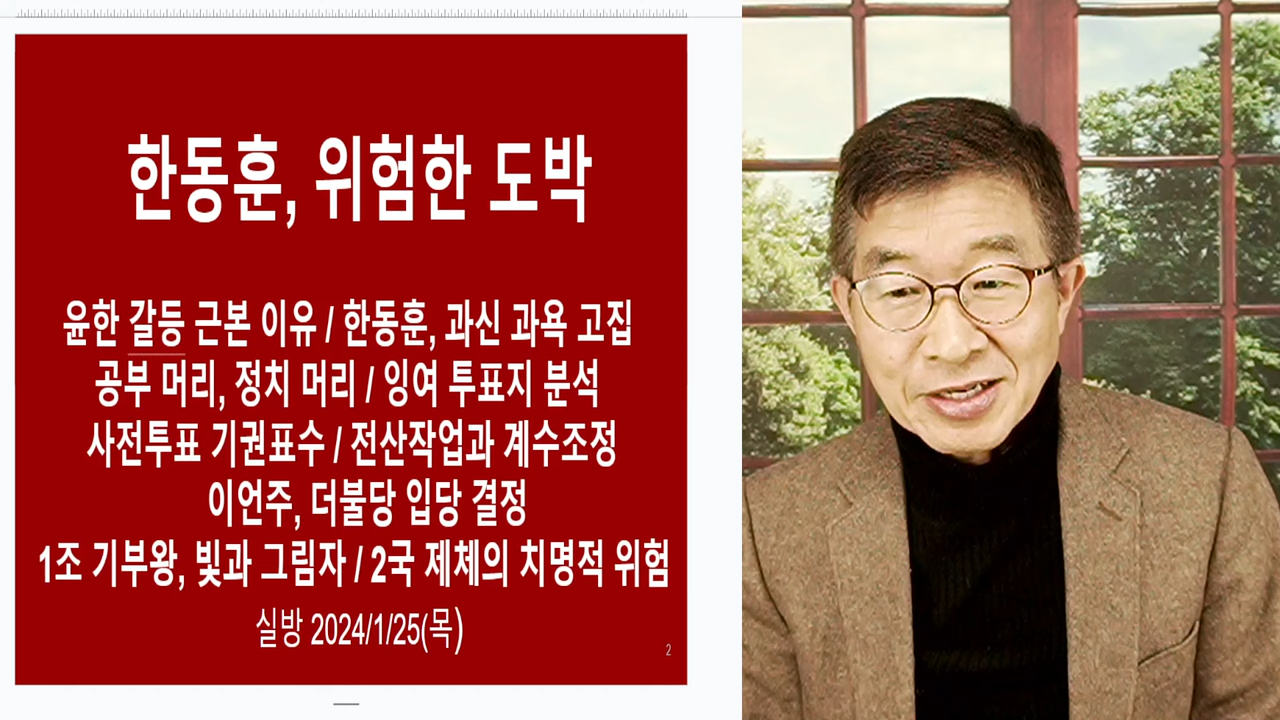 한동훈, 위험한 도박
윤한 갈등 근본 이유 / 한동훈, 과신 과욕 고집
공부 머리, 정치 머리 / 잉여 투표지 분석
사전투표 기권표수 / 전산작업과 계수조정
이언주, 더불당 입당 결정
1조 기부왕, 빛과 그림자 / 2국 제체의 치명적 위험
실방 2024/1/25(목)
2